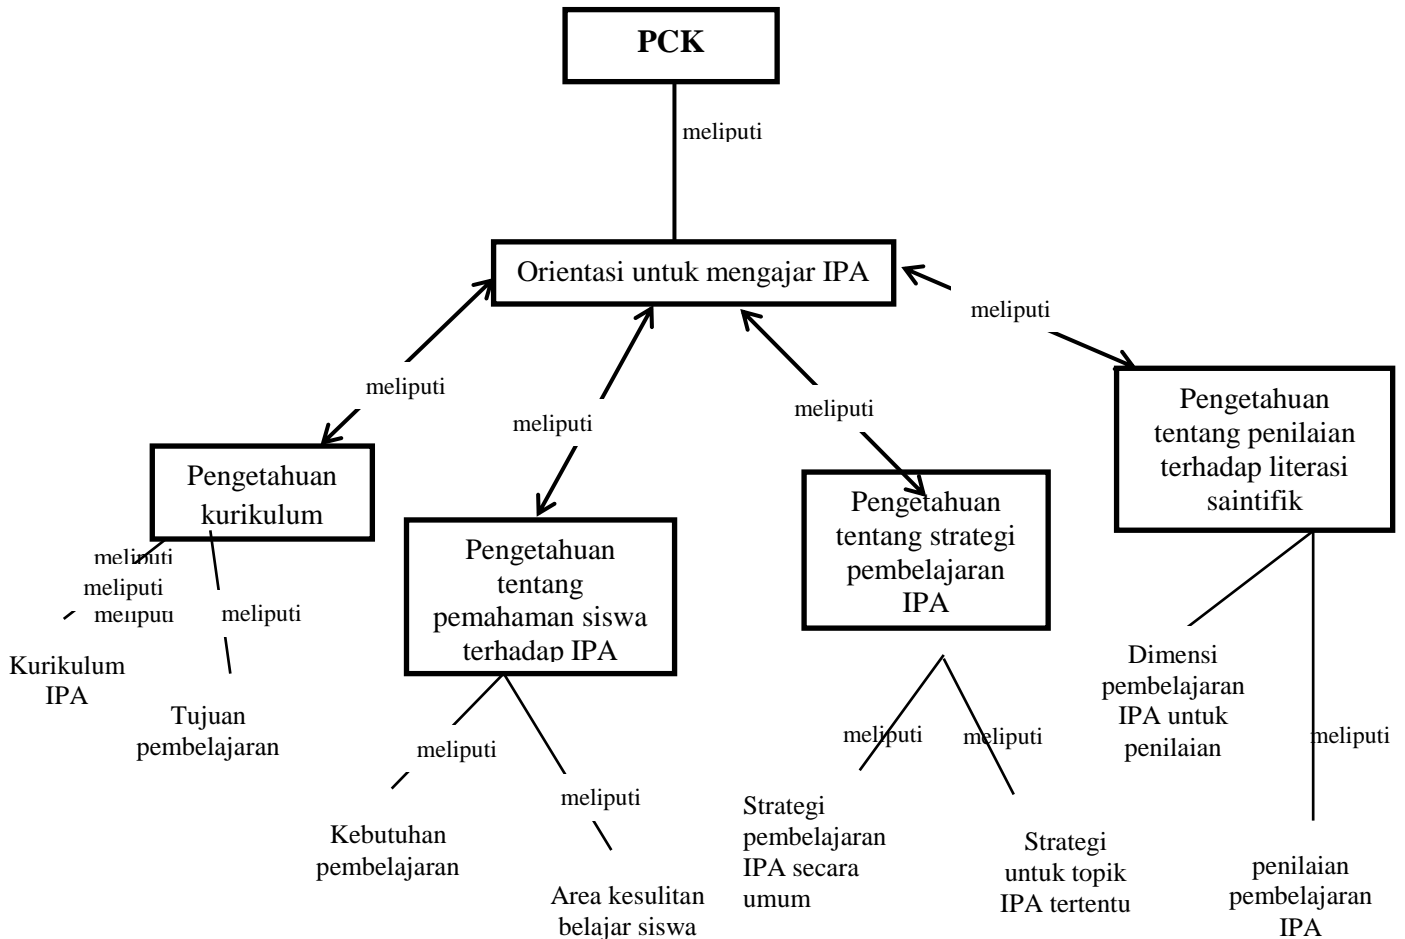 PCK
meliputi
Orientasi untuk mengajar IPA
meliputi
meliputi
meliputi
meliputi
Pengetahuan
kurikulum
Pengetahuan
tentang
pemahaman siswa
terhadap IPA
Pengetahuan
tentang strategi
pembelajaran
IPA
Pengetahuan
tentang penilaian
terhadap literasi
saintifik
meliputi
meliputi
meliputi
meliputi
Kurikulum
IPA
Tujuan
pembelajaran
meliputi
meliputi
Kebutuhan
pembelajaran
Area kesulitan
belajar siswa
meliputi
meliputi
Strategi
pembelajaran
IPA secara
umum
Strategi
untuk topik
IPA tertentu
Dimensi
pembelajaran
IPA untuk
penilaian
meliputi
penilaian
pembelajaran
IPA